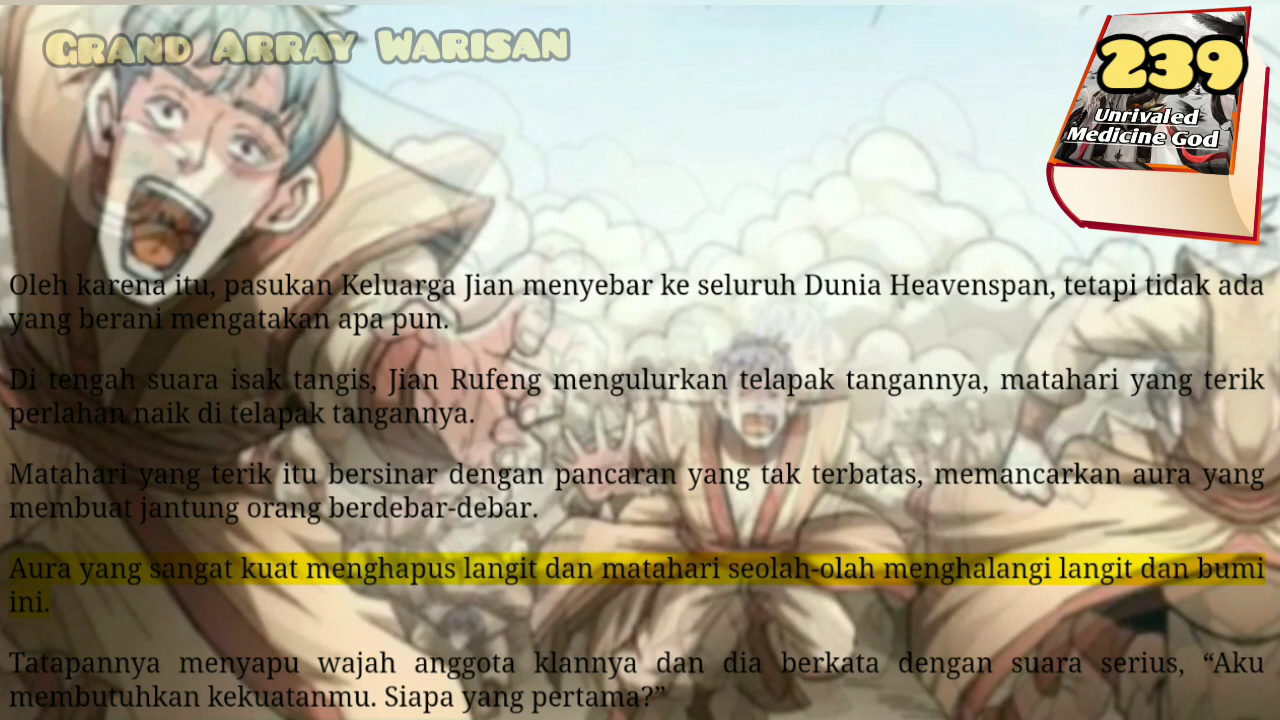 Grand Array Warisan
239
Unrivaled
Medicine God
Oleh karena itu, pasukan Keluarga Jian menyebar ke seluruh Dunia Heavenspan, tetapi tidak ada
yang berani mengatakan apa pun.
Di tengah suara isak tangis, Jian Rufeng mengulurkan telapak tangannya, matahari yang terik
perlahan naik di telapak tangannya.
Matahari yang terik itu bersinar dengan pancaran yang tak terbatas, memancarkan aura yang
membuat jantung orang berdebar-debar.
Aura yang sangat kuat menghapus langit dan matahari seolah-olah menghalangi langit dan bumi
ini.
Tatapannya menyapu wajah anggota klannya dan dia berkata dengan suara serius, “Aku
membutuhkan kekuatanmu. Siapa yang pertama?”